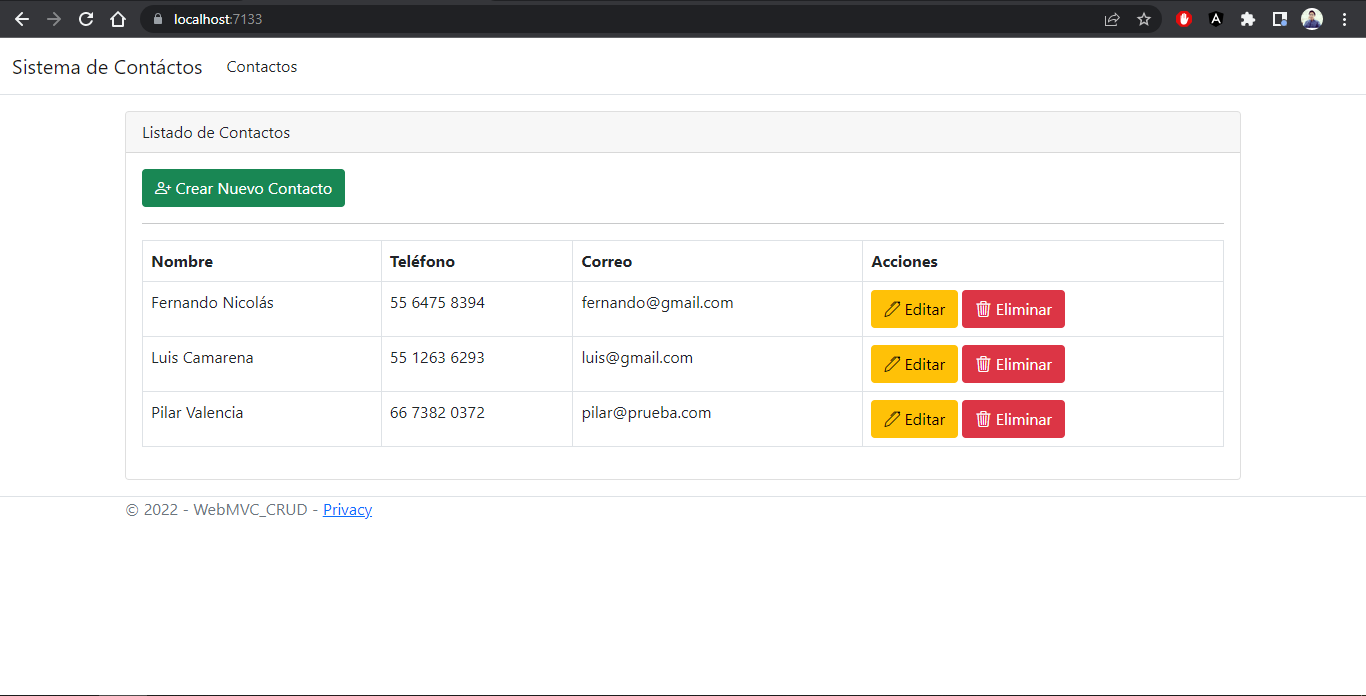 localhost:7133
Sistema de Contáctos Contactos
Listado de Contactos
Crear Nuevo Contacto
Nombre Teléfono Correo Acciones
Fernando Nicolás 55 6475 8394 fernando@gmail.com Editar Eliminar
Luis Camarena 55 1263 6293 luis@gmail.com Editar Eliminar
Pilar Valencia 66 7382 0372 pilar@prueba.com Editar Eliminar
© 2022 - WebMVC_CRUD - Privacy